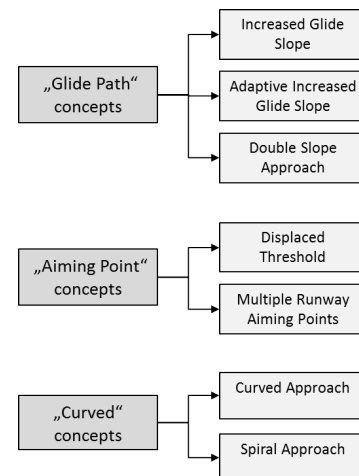 „Glide Path“
concepts
Increased Glide
Slope
Adaptive Increased
Glide Slope
Double Slope
Approach
„Aiming Point“
concepts
Displaced
Threshold
Multiple Runway
Aiming Points
„Curved“
concepts
Curved Approach
Spiral Approach